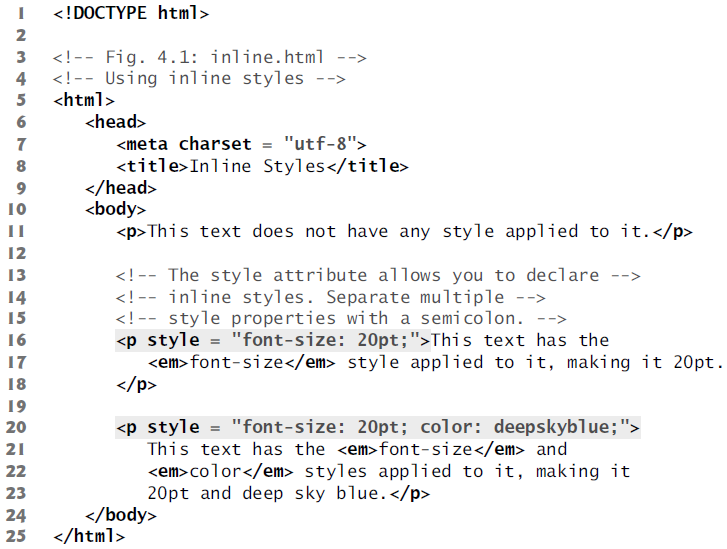 1 <!DOCTYPE html>
2
3 <!-- Fig. 4.1: inline.html -->
4 <!-- Using inline styles -->
5 <html>
6 <head>
7 <meta charset = "utf-8">
8 <title>Inline Styles</title>
9 </head>
10 <body>
11 <p>This text does not have any style applied to it.</p>
12
13 <!-- The style attribute allows you to declare -->
14 <!-- inline styles. Separate multiple -->
15 <!-- style properties with a semicolon. -->
16 <p style = "font-size: 20pt;">This text has the
17 <em>font-size</em> style applied to it, making it 20pt.
18 </p>
19
20 <p style = "font-size: 20pt; color: deepskyblue;">
21 This text has the <em>font-size</em> and
22 <em>color</em> styles applied to it, making it
23 20pt and deep sky blue.</p>
24 </body>
25 </html>